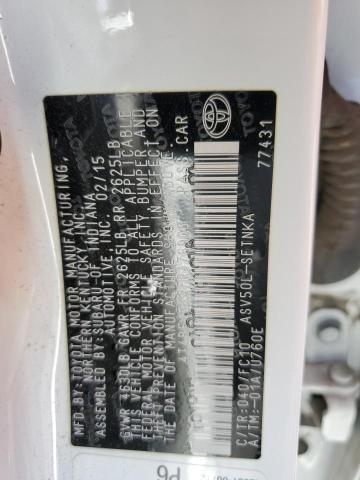 MFD.BY: TOYOTA MOTOR MANUFACTURING,
NORTHERN KENTUCKY, INC.
ASSEMBLED BY SUBARU OF INDIANA
AUTOMOTIVE, INC. 02/15
GVWR 4630LB GAWR FR 2625LB RR 2625LB
THIS VEHICLE CONFORMS TO ALL APPLICABLE
FEDERAL MOTOR VEHICLE SAFETY BUMPER AND
THEFT PREVENTION STANDARDS IN EFFECT ON
THE DATE OF MANUFACTURE SHOWN ABOVE.
PASS. CAR
C/TR:040/FC10 ASV50L-SETNKA
A/TM:-01A/U760E 77431
TOYOTA
P6